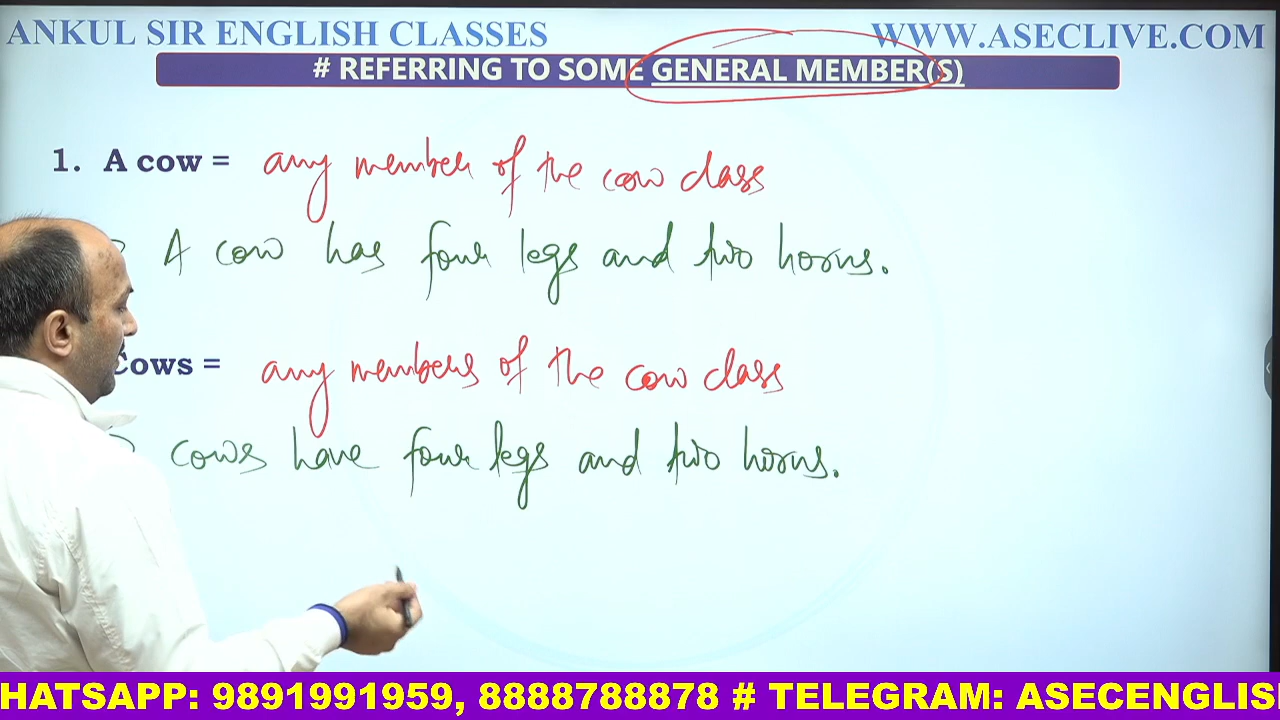 ANKUL SIR ENGLISH CLASSES
WWW.ASECLIVE.COM
# REFERRING TO SOME GENERAL MEMBER(S)
1. A cow = any member of the cow class
A cow has four legs and two horns.
Cows = any members of the cow class
cows have four legs and two horns.
HATSAPP: 9891991959, 8888788878 # TELEGRAM: ASECENGLIS